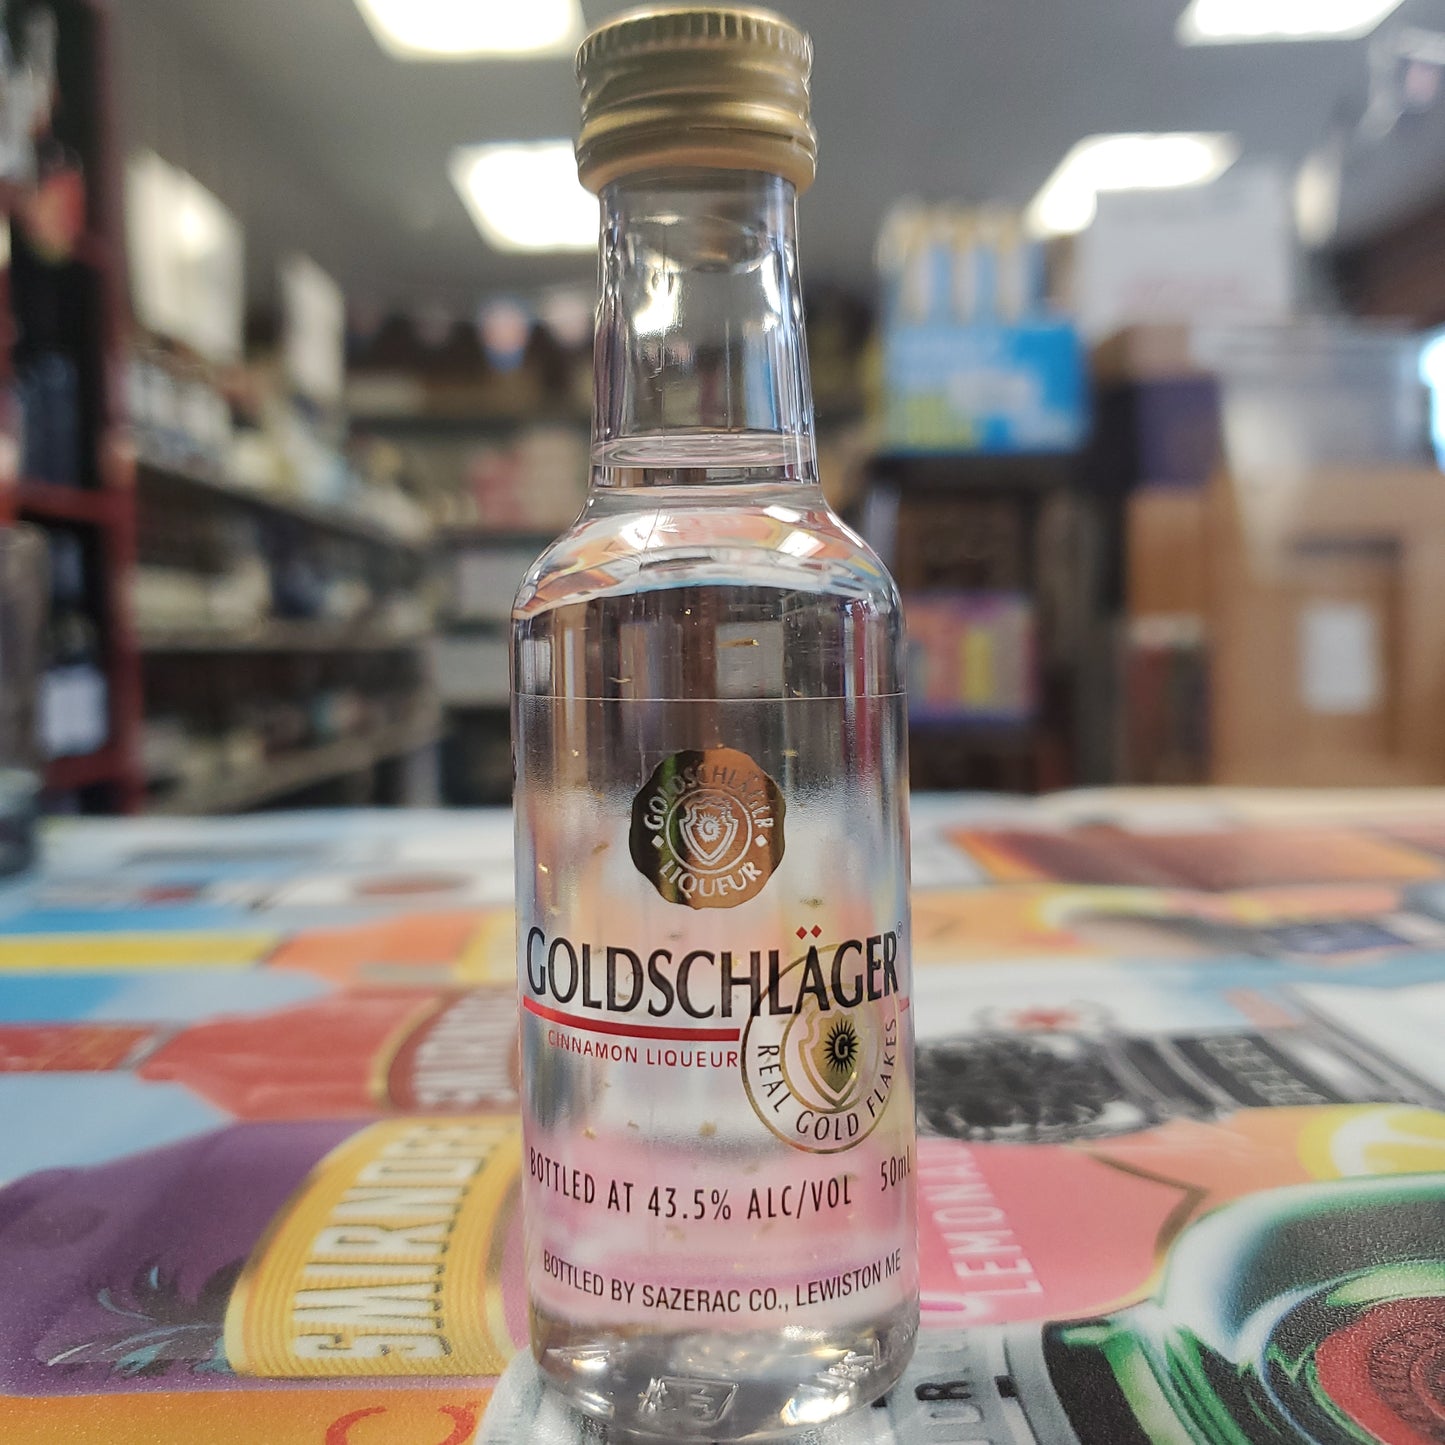 GOLDSCHLÄGER
LIQUEUR
G
GOLDSCHLÄGER®
CINNAMON LIQUEUR
G
REAL GOLD FLAKES
BOTTLED AT 43.5% ALC/VOL 50mL
BOTTLED BY SAZERAC CO., LEWISTON ME
SMIRNOFF
LEMONAD